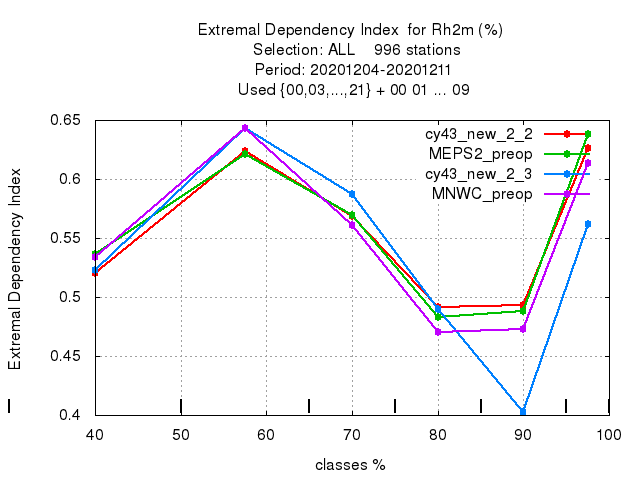 Extremal Dependency Index for Rh2m (%)
Selection: ALL 996 stations
Period: 20201204-20201211
Used {00,03,...,21} + 00 01 ... 09
cy43_new_2_2
MEPS2_preop
cy43_new_2_3
MNWC_preop
Extremal Dependency Index
0.65
0.6
0.55
0.5
0.45
0.4
40 50 60 70 80 90 100
classes %